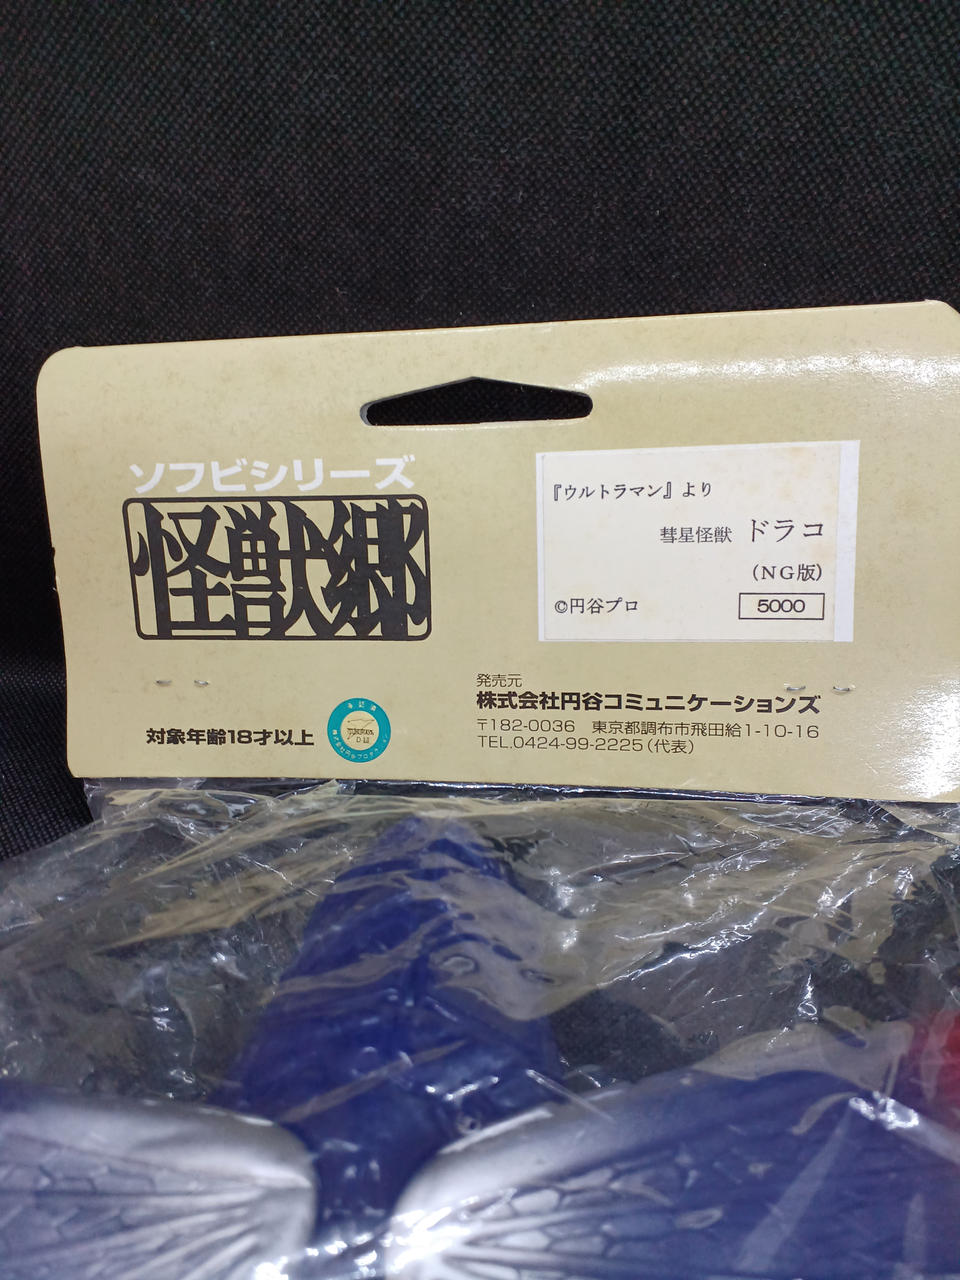 ソフビシリーズ
怪獣郷
『ウルトラマン』より
彗星怪獣 ドラコ
(NG版)
©円谷プロ
5000
発売元
株式会社円谷コミュニケーションズ
〒182-0036 東京都調布市飛田給1-10-16
TEL.0424-99-2225(代表)
対象年齢18才以上